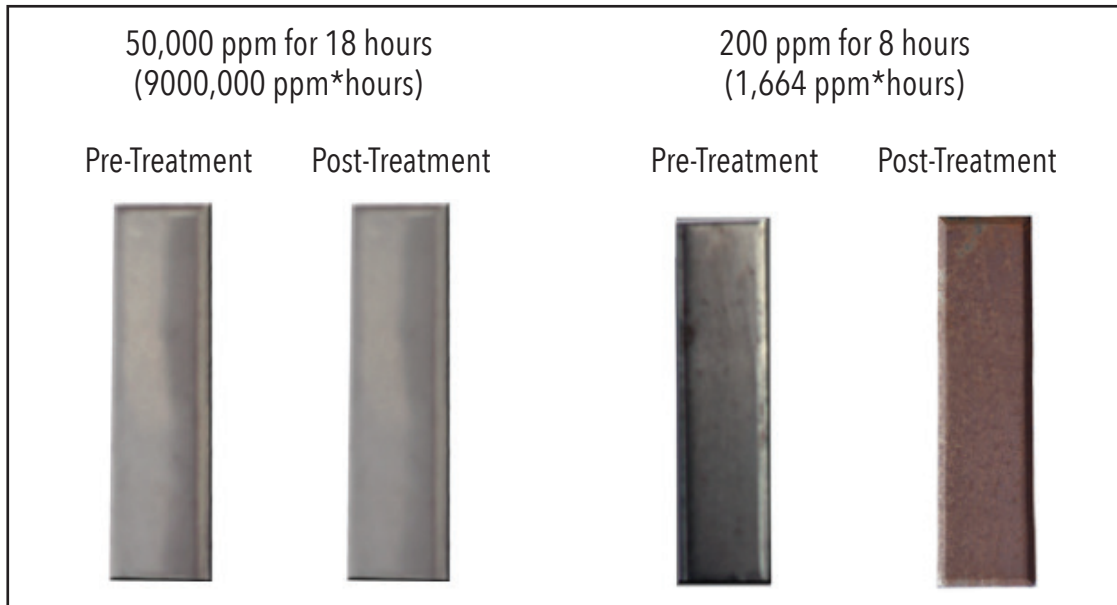 50,000 ppm for 18 hours
(9000,000 ppm*hours)
200 ppm for 8 hours
(1,664 ppm*hours)
Pre-Treatment
Post-Treatment
Pre-Treatment
Post-Treatment